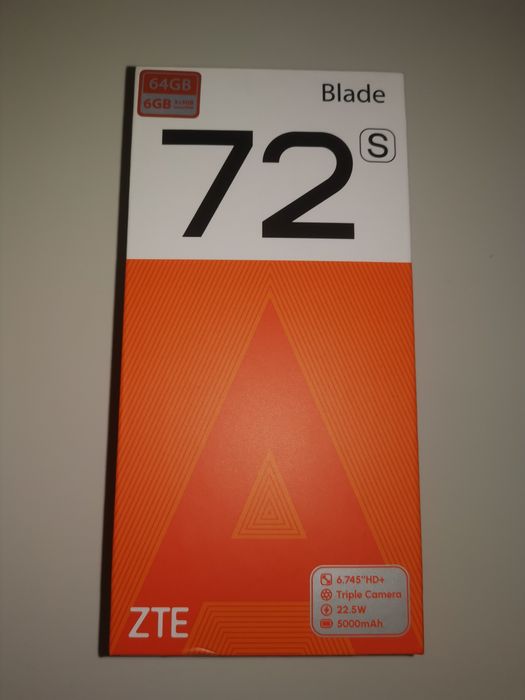 64GB
6GB
Blade
72 S
6.745"HD+
Triple Camera
22.5W
5000mAh
ZTE